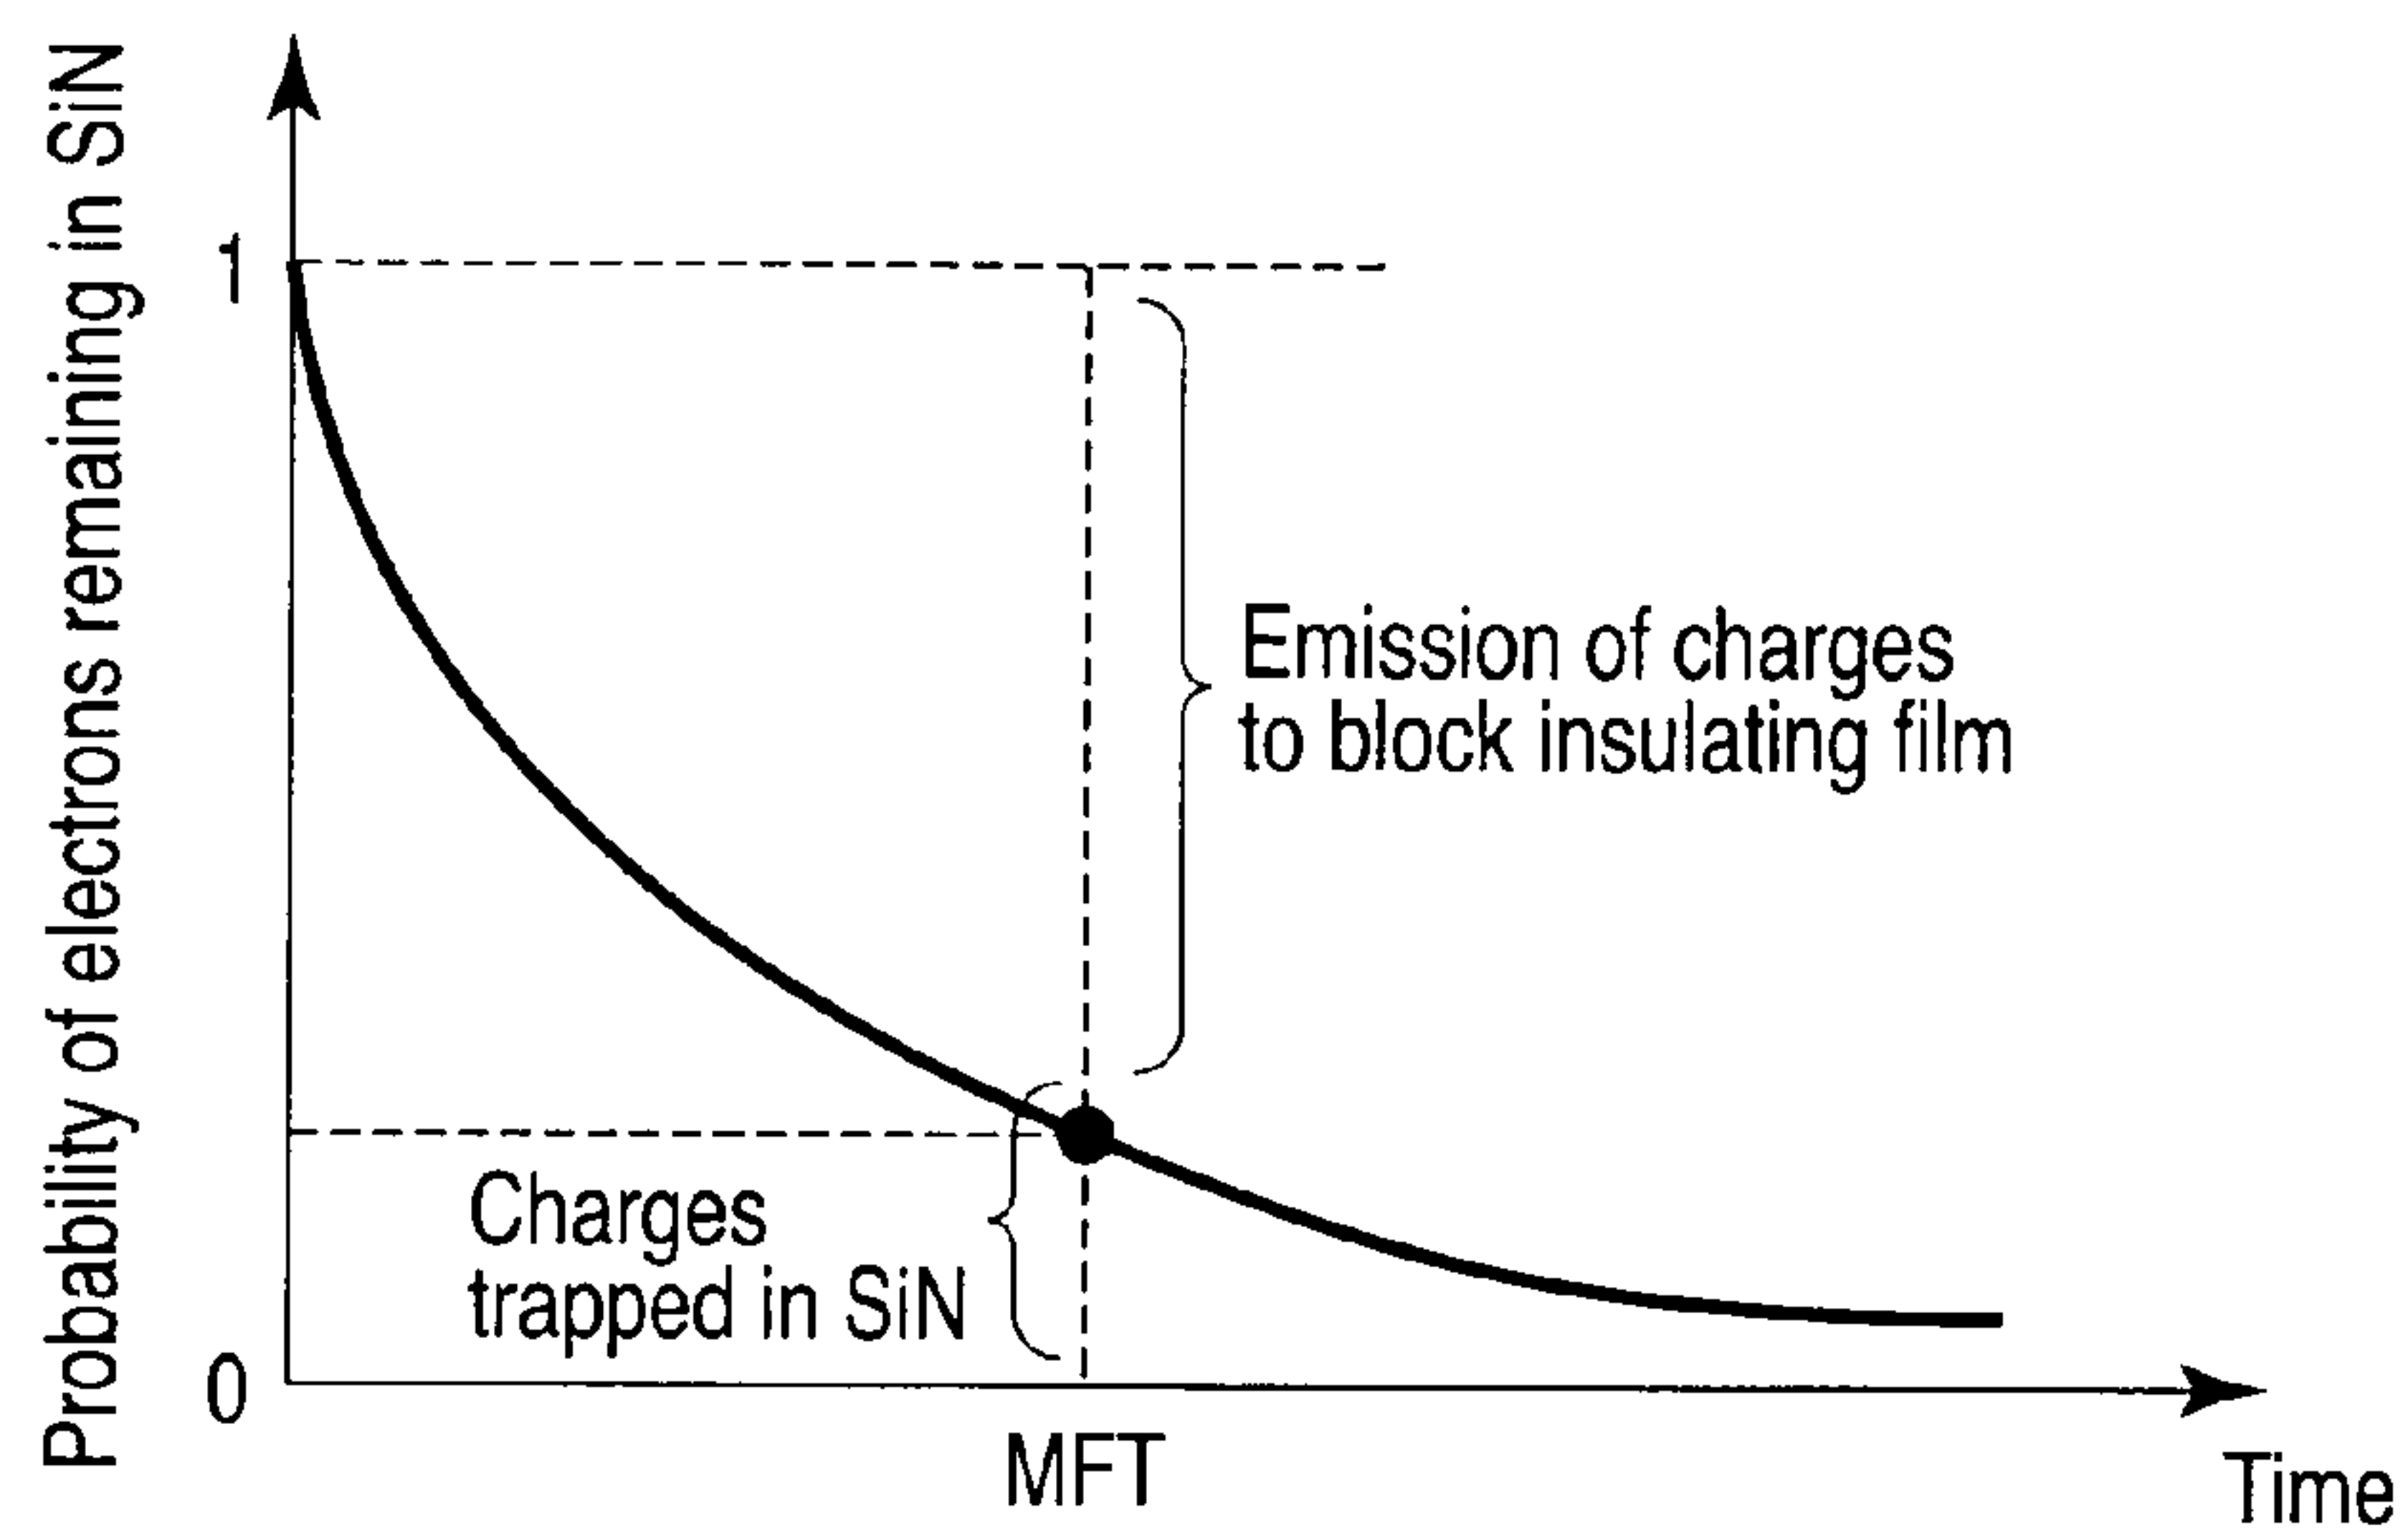 Probability of electrons remaining in SiN
1
Emission of charges
to block insulating film
Charges
trapped in SiN
0
MFT
Time